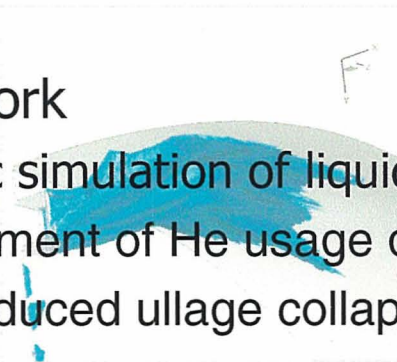 ork
simulation of liqui
ment of He usage
duced ullage collap